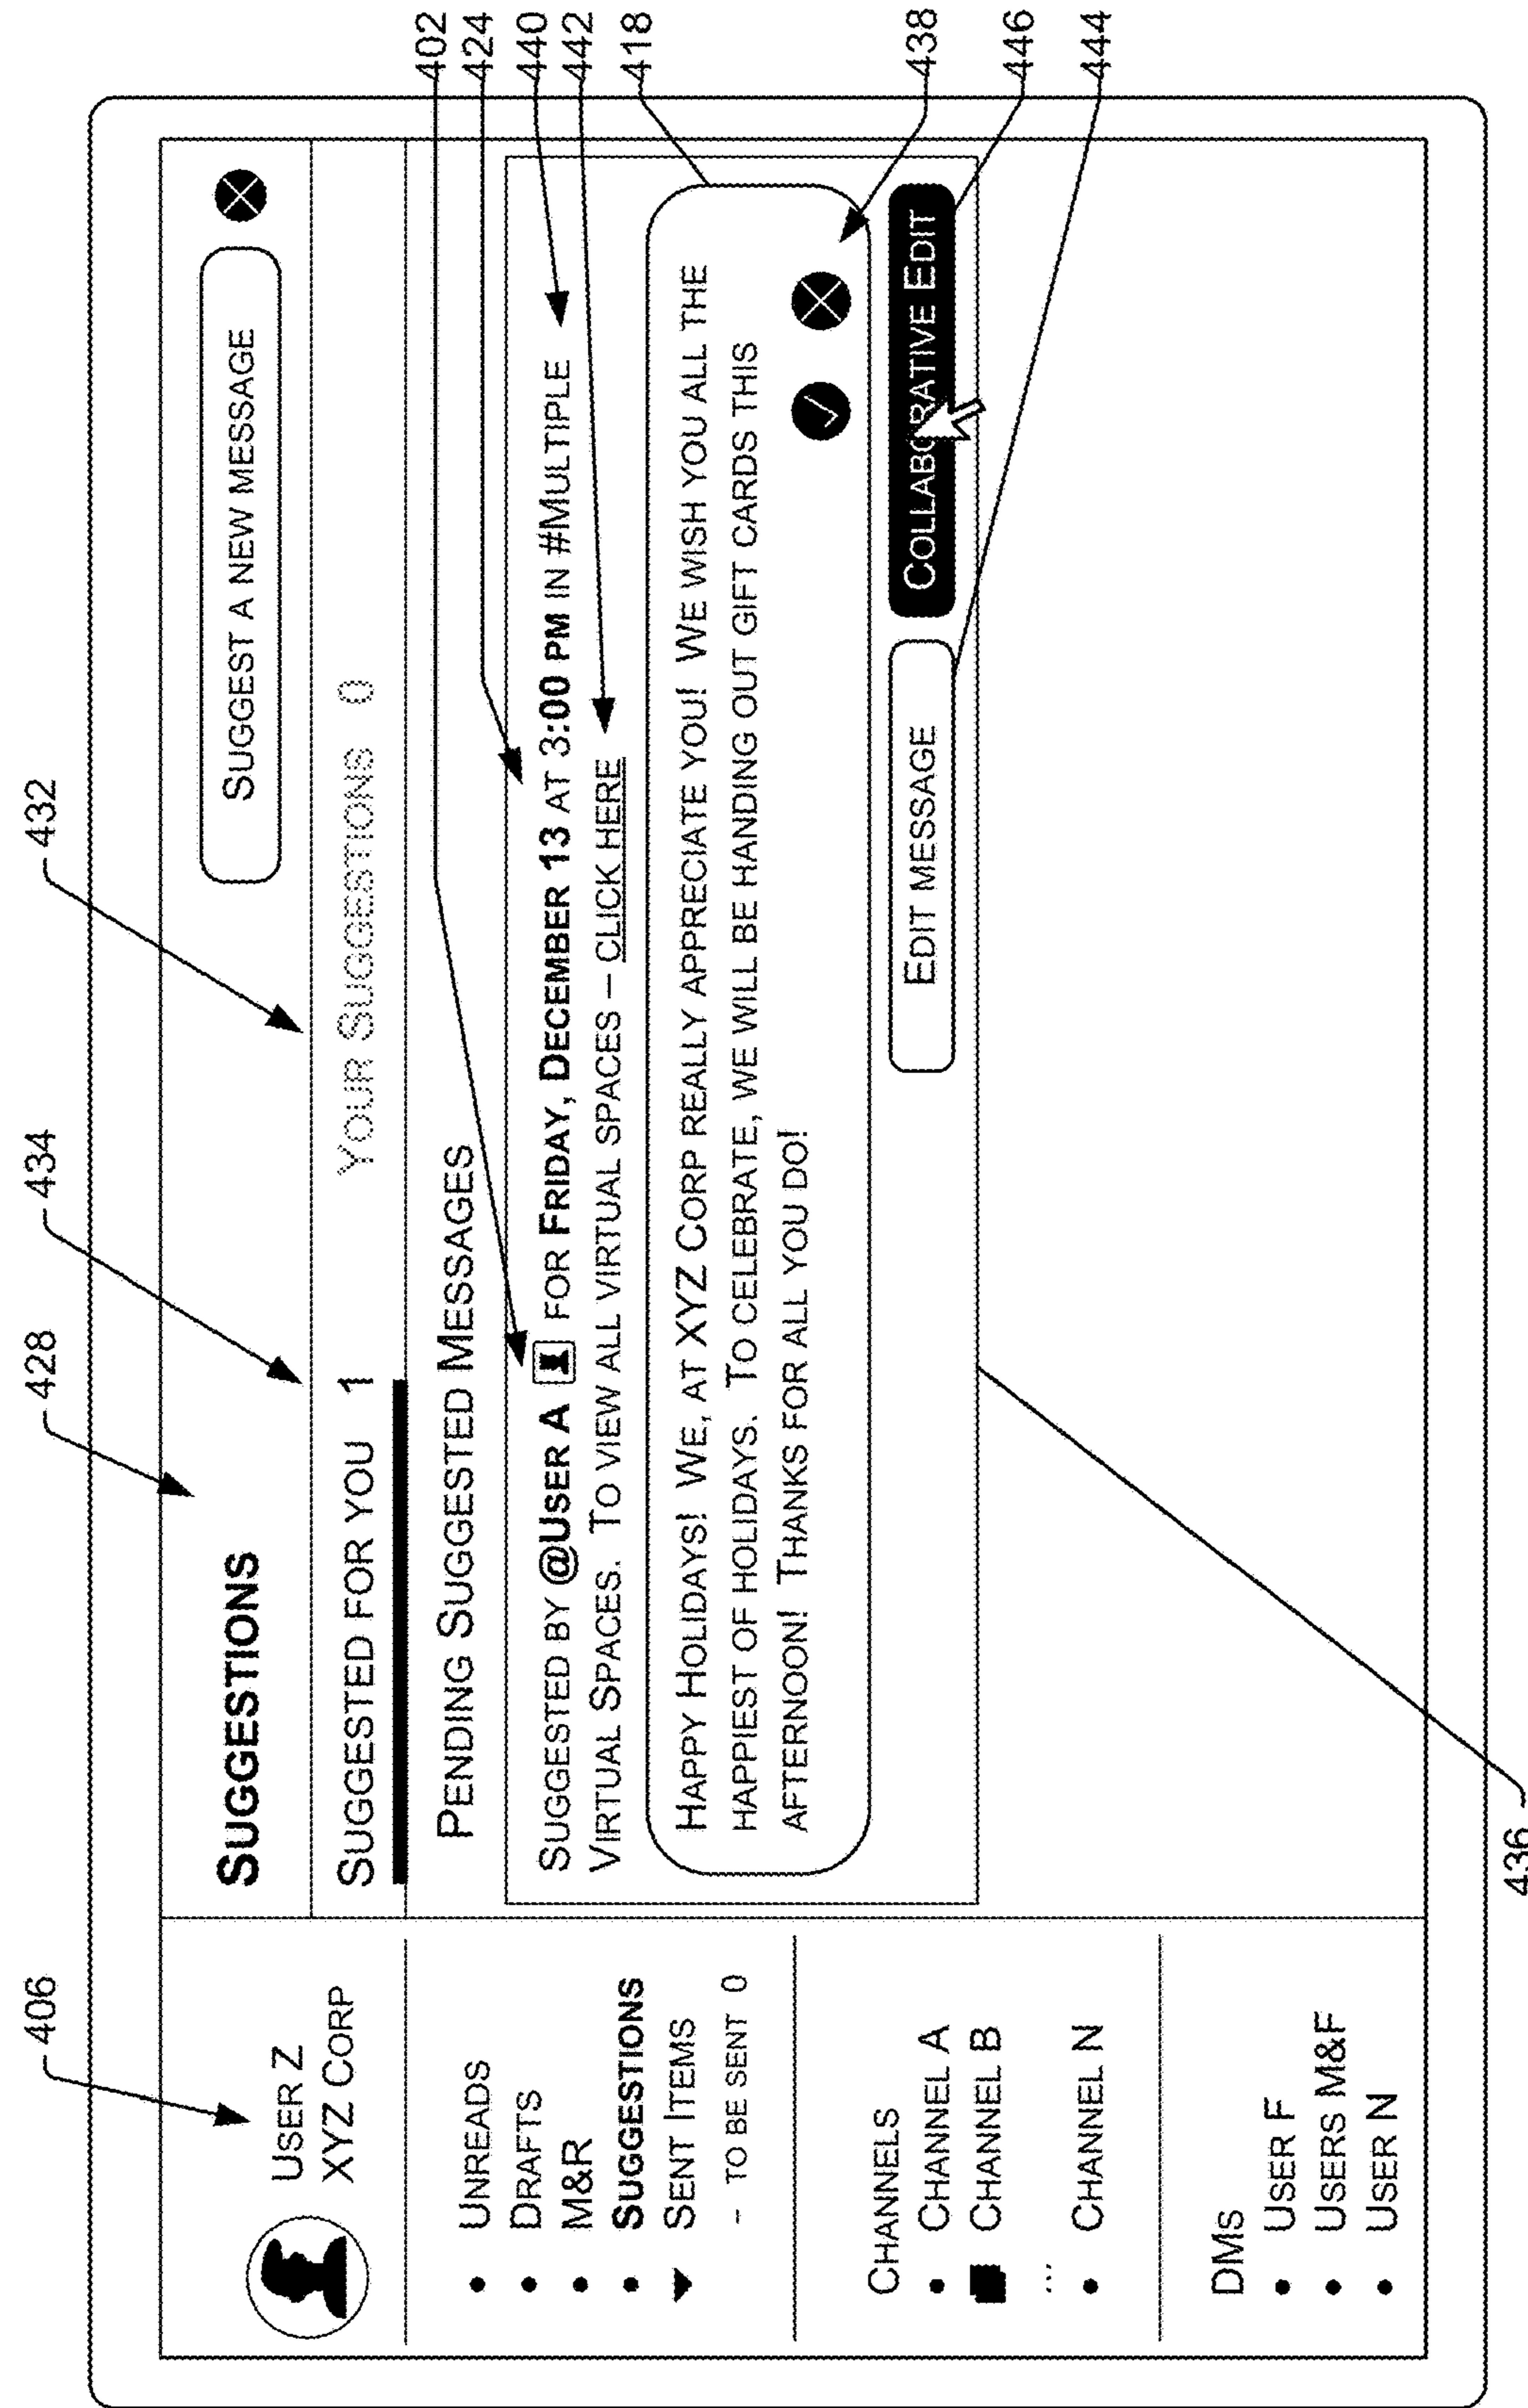 406
428
434
432
USER Z
XYZ CORP
• UNREADS
• DRAFTS
• M&R
• SUGGESTIONS
SENT ITEMS
- TO BE SENT 0
CHANNELS
• CHANNEL A
CHANNEL B
...
• CHANNEL N
DMS
• USER F
• USERS M&F
• USER N
SUGGESTIONS
SUGGEST A NEW MESSAGE
SUGGESTED FOR YOU 1
YOUR SUGGESTIONS 0
PENDING SUGGESTED MESSAGES
SUGGESTED BY @USER A FOR FRIDAY, DECEMBER 13 AT 3:00 PM IN #MULTIPLE
VIRTUAL SPACES. TO VIEW ALL VIRTUAL SPACES – CLICK HERE
HAPPY HOLIDAYS! WE, AT XYZ CORP REALLY APPRECIATE YOU! WE WISH YOU ALL THE
HAPPIEST OF HOLIDAYS. TO CELEBRATE, WE WILL BE HANDING OUT GIFT CARDS THIS
AFTERNOON! THANKS FOR ALL YOU DO!
EDIT MESSAGE
COLLABORATIVE EDIT
402
424
440
442
418
438
446
444
436